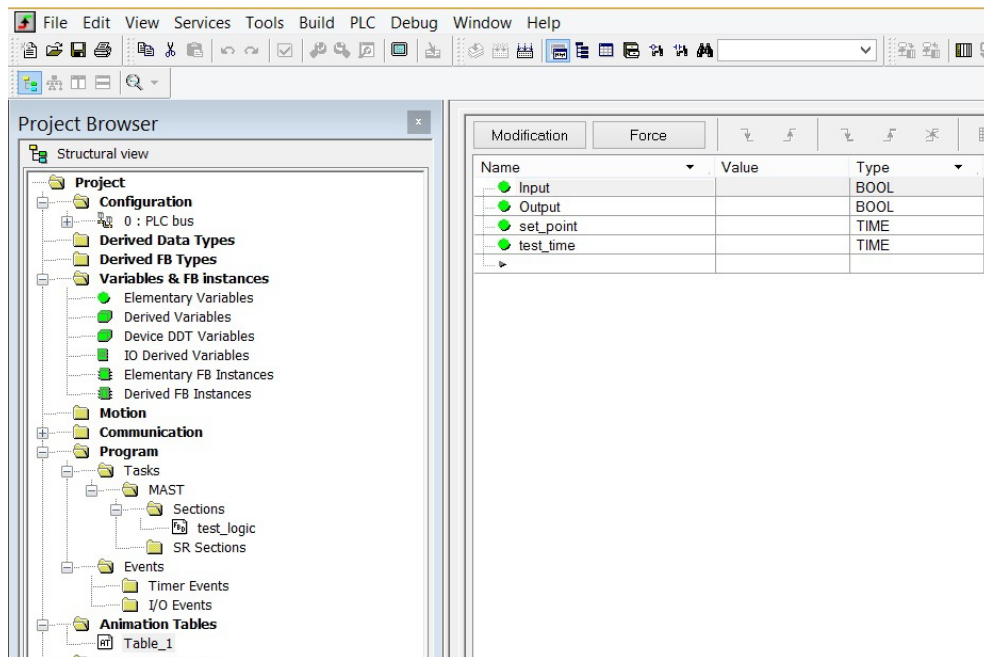 File Edit View Services Tools Build PLC Debug Window Help
Project Browser
Structural view
Project
Configuration
0 : PLC bus
Derived Data Types
Derived FB Types
Variables & FB instances
Elementary Variables
Derived Variables
Device DDT Variables
IO Derived Variables
Elementary FB Instances
Derived FB Instances
Motion
Communication
Program
Tasks
MAST
Sections
test_logic
SR Sections
Events
Timer Events
I/O Events
Animation Tables
Table_1
Modification Force
Name Value Type
Input BOOL
Output BOOL
set_point TIME
test_time TIME